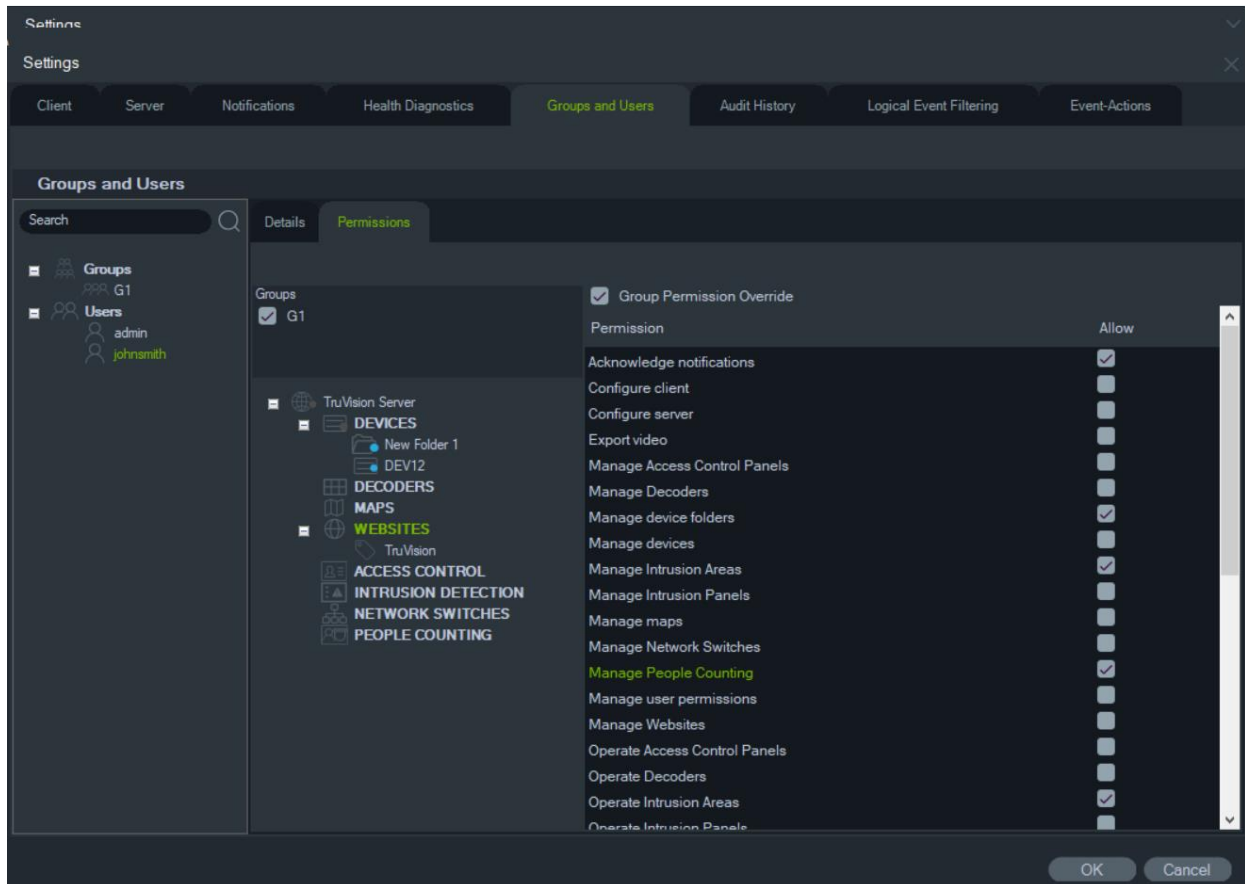 Settings
Settings
Client Server Notifications Health Diagnostics Groups and Users Audit History Logical Event Filtering Event-Actions
Groups and Users
Search
Groups
G1
Users
admin
johnsmith
Details Permissions
Groups
G1
TruVision Server
DEVICES
New Folder 1
DEV12
DECODERS
MAPS
WEBSITES
TruVision
ACCESS CONTROL
INTRUSION DETECTION
NETWORK SWITCHES
PEOPLE COUNTING
Group Permission Override
Permission Allow
Acknowledge notifications
Configure client
Configure server
Export video
Manage Access Control Panels
Manage Decoders
Manage device folders
Manage devices
Manage Intrusion Areas
Manage Intrusion Panels
Manage maps
Manage Network Switches
Manage People Counting
Manage user permissions
Manage Websites
Operate Access Control Panels
Operate Decoders
Operate Intrusion Areas
Operate Intrusion Panels
OK Cancel